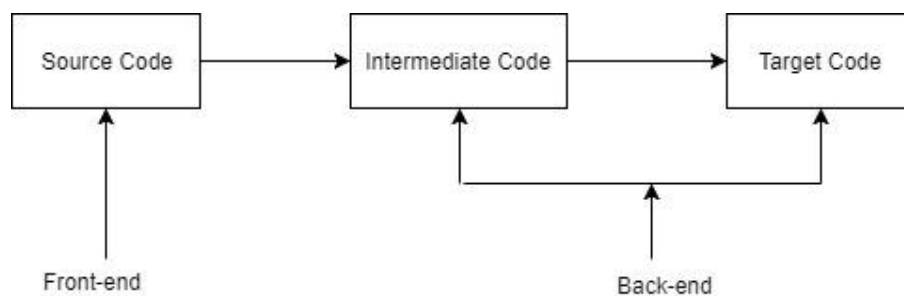 Source Code
Intermediate Code
Target Code
Front-end
Back-end